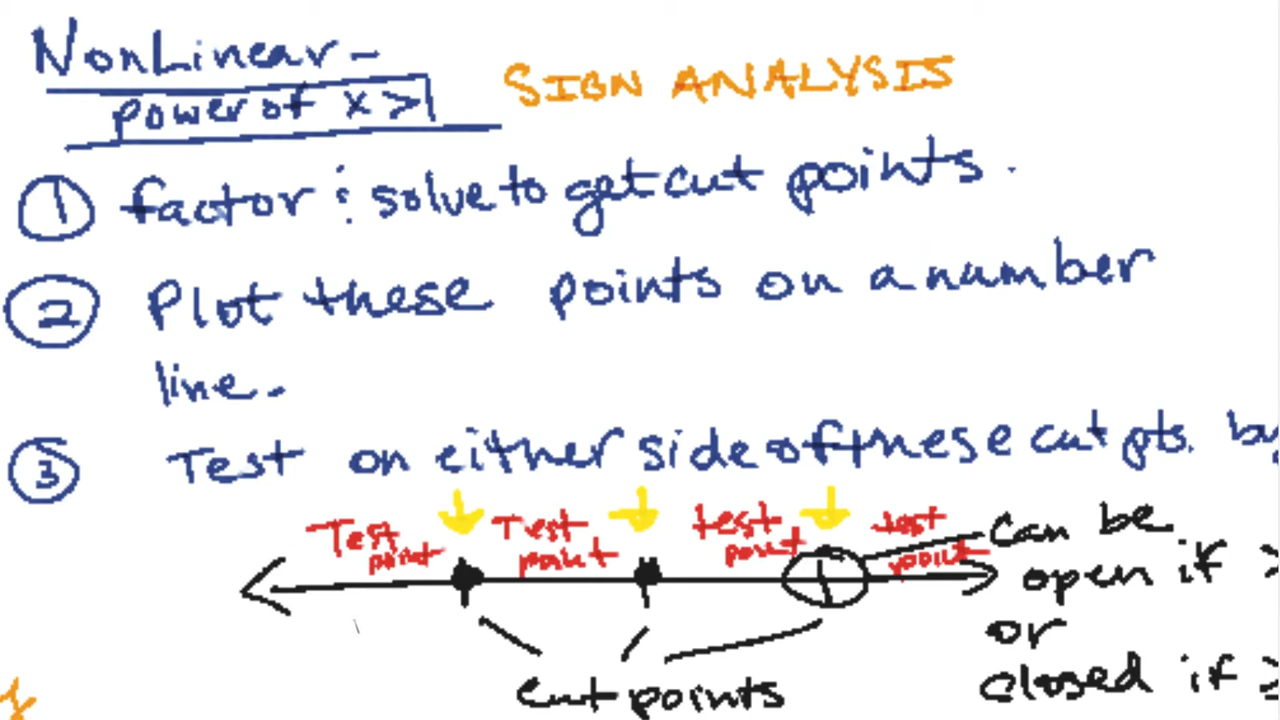 NonLinear -
power of x > 1
SIGN ANALYSIS
1 factor & solve to get cut points.
2 Plot these points on a number
line.
3 Test on either side of these cut pts. by
Test point Test point test point test point
can be
open if >
or
closed if ≥
cut points